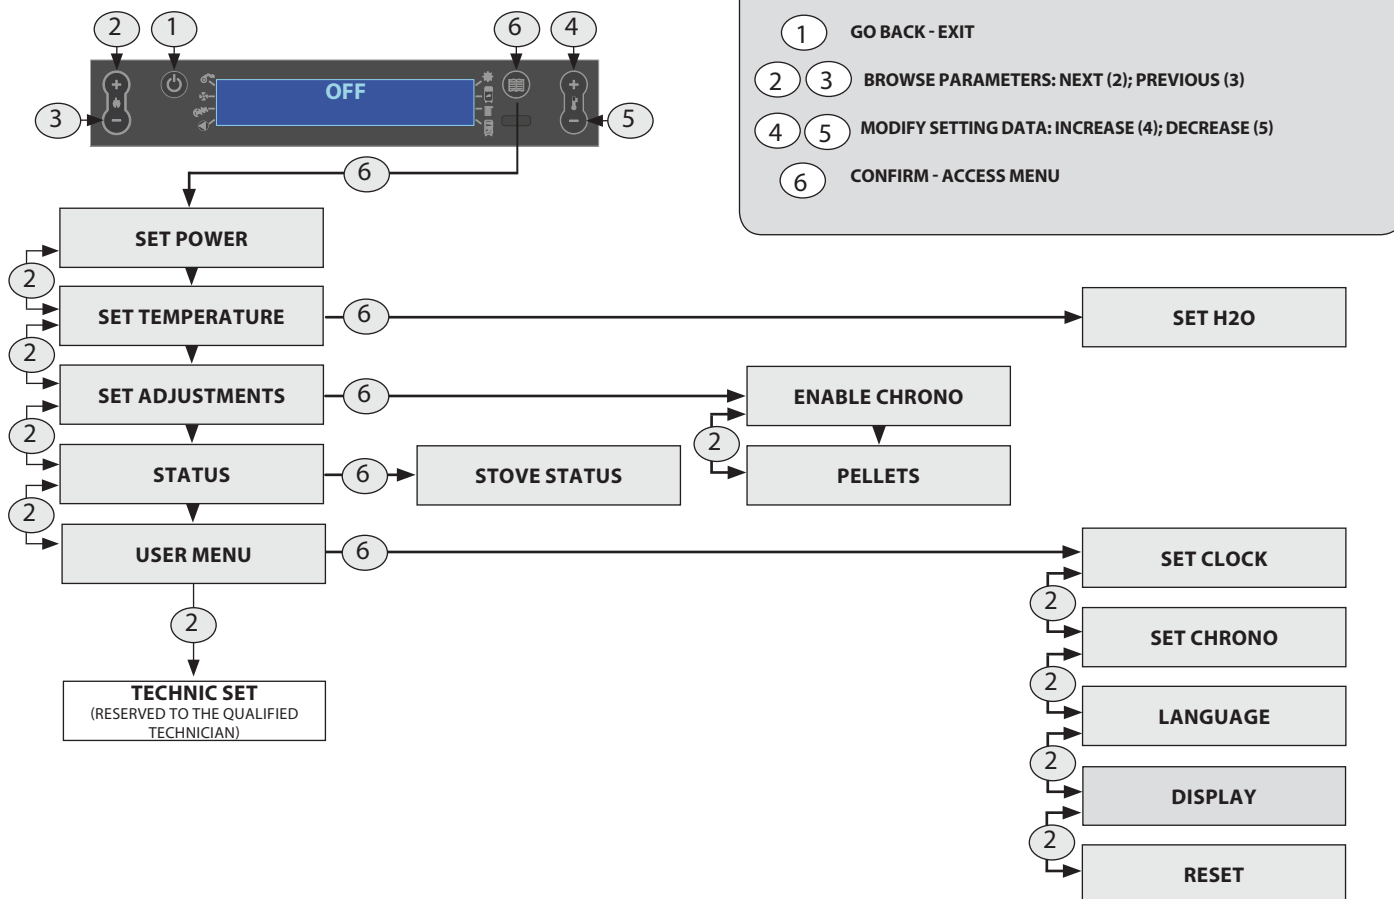 2
1
6
4
OFF
3
5
1 GO BACK - EXIT
2 3 BROWSE PARAMETERS: NEXT (2); PREVIOUS (3)
4 5 MODIFY SETTING DATA: INCREASE (4); DECREASE (5)
6 CONFIRM - ACCESS MENU
6
SET POWER
2
SET TEMPERATURE
6
SET H2O
2
SET ADJUSTMENTS
6
ENABLE CHRONO
2
2
STATUS
6
STOVE STATUS
PELLETS
2
USER MENU
6
SET CLOCK
2
2
SET CHRONO
TECHNIC SET
(RESERVED TO THE QUALIFIED
TECHNICIAN)
2
LANGUAGE
2
DISPLAY
2
RESET